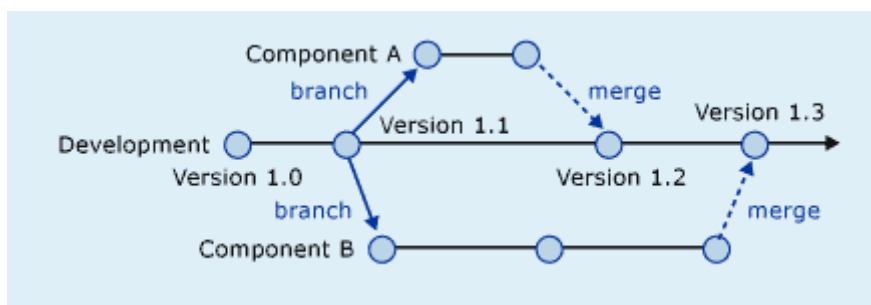 Component A
branch
merge
Version 1.3
Version 1.1
Development
Version 1.0
Version 1.2
branch
merge
Component B